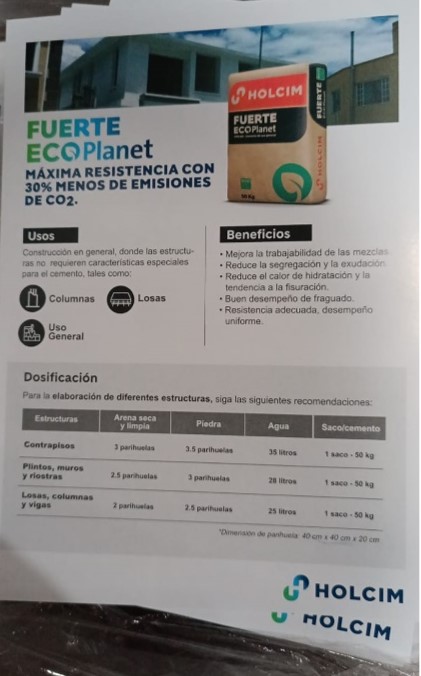 HOLCIM
FUERTE
ECOPlanet
FUERTE
HOLCIM
FUERTE
ECOPlanet
MÁXIMA RESISTENCIA CON
30% MENOS DE EMISIONES
DE CO2.
Usos
Construcción en general, donde las estructu-
ras no requieren características especiales
para el cemento, tales como:
Columnas
Losas
Uso
General
Beneficios
• Mejora la trabajabilidad de las mezclas.
• Reduce la segregación y la exudación.
• Reduce el calor de hidratación y la
tendencia a la fisuración.
• Buen desempeño de fraguado.
• Resistencia adecuada, desempeño
uniforme.
Dosificación
Para la elaboración de diferentes estructuras, siga las siguientes recomendaciones:
Estructuras Arena seca y limpia Piedra Agua Saco/cemento
Contrapisos 3 parihuelas 3.5 parihuelas 35 litros 1 saco - 50 kg
Plintos, muros y riostras 2.5 parihuelas 3 parihuelas 28 litros 1 saco - 50 kg
Losas, columnas y vigas 2 parihuelas 2.5 parihuelas 25 litros 1 saco - 50 kg
*Dimensión de parihuela: 40 cm x 40 cm x 20 cm
HOLCIM
HOLCIM